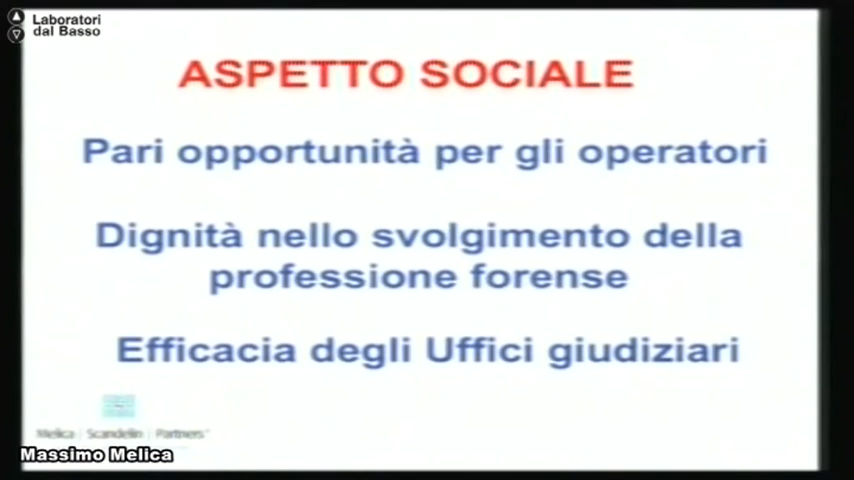 Laboratori
dal Basso
ASPETTO SOCIALE
Pari opportunità per gli operatori
Dignità nello svolgimento della
professione forense
Efficacia degli Uffici giudiziari
Melica | Scandelin | Partners
Massimo Melica